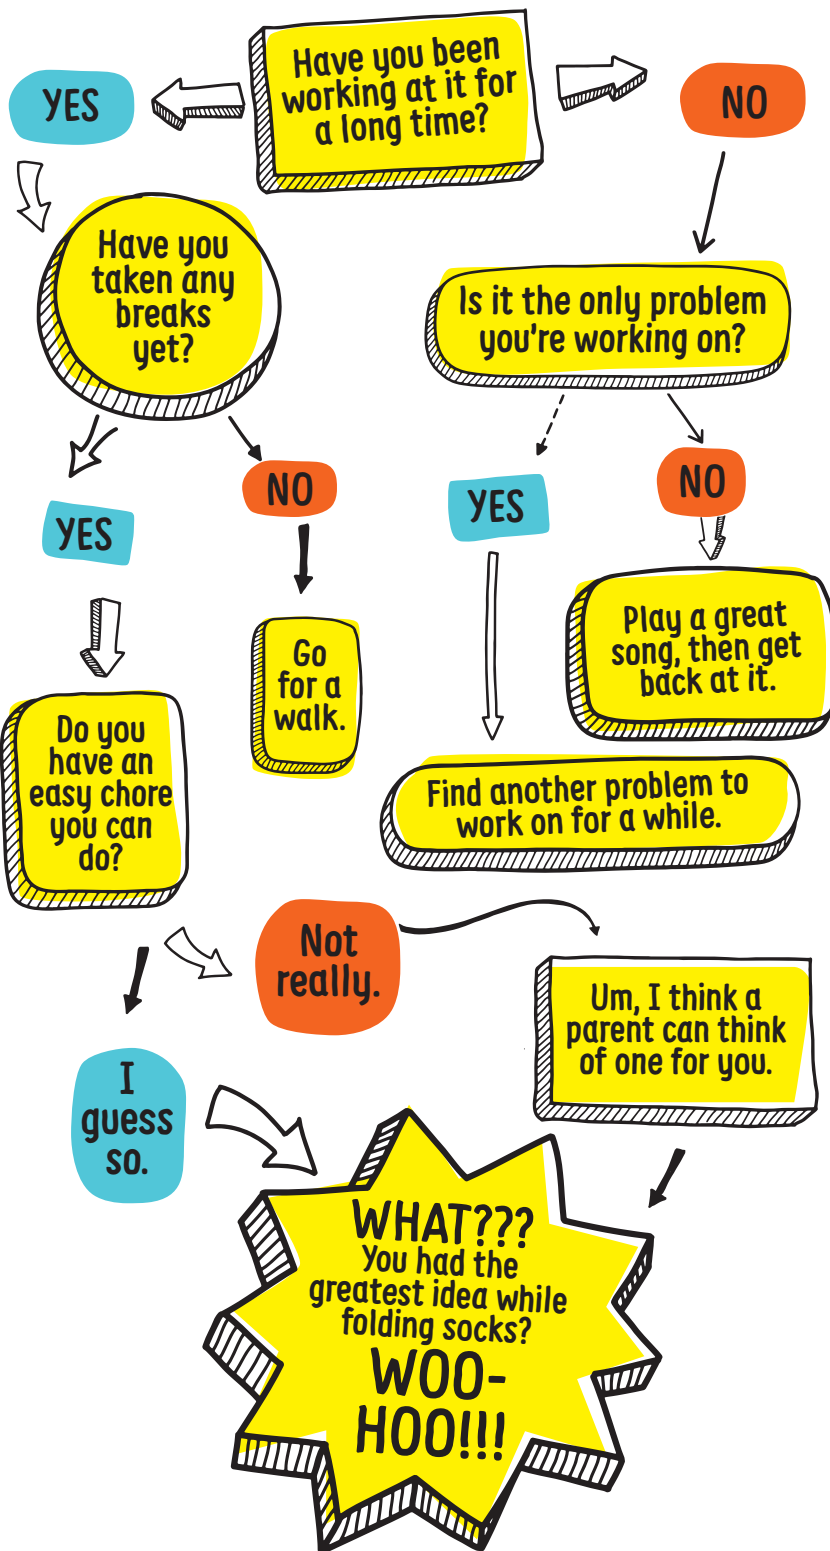 Have you been
working at it for
a long time?
YES
NO
Have you
taken any
breaks
yet?
Is it the only problem
you're working on?
YES
NO
YES
NO
Go
for a
walk.
Play a great
song, then get
back at it.
Do you
have an
easy chore
you can
do?
Find another problem to
work on for a while.
Not
really.
Um, I think a
parent can think
of one for you.
I
guess
so.
WHAT???
You had the
greatest idea while
folding socks?
WOO-
HOO!!!